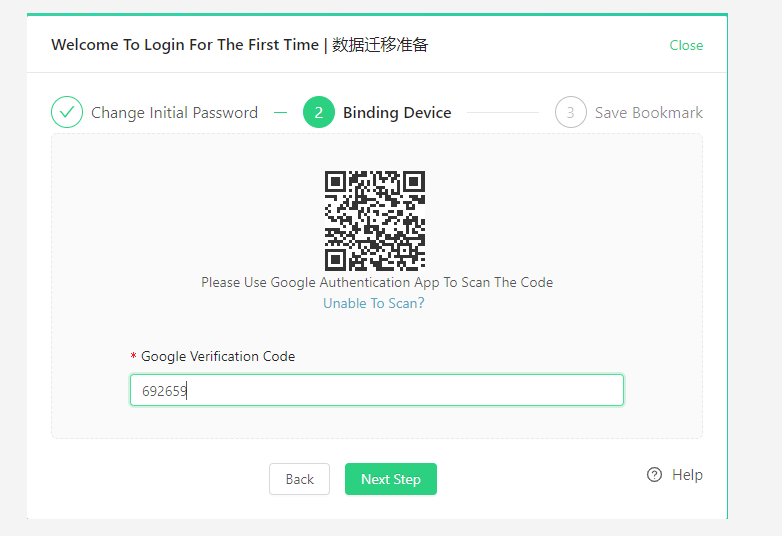 Welcome To Login For The First Time | 数据迁移准备
Close
Change Initial Password
2
Binding Device
3
Save Bookmark
Please Use Google Authentication App To Scan The Code
Unable To Scan?
* Google Verification Code
692659
Back
Next Step
Help